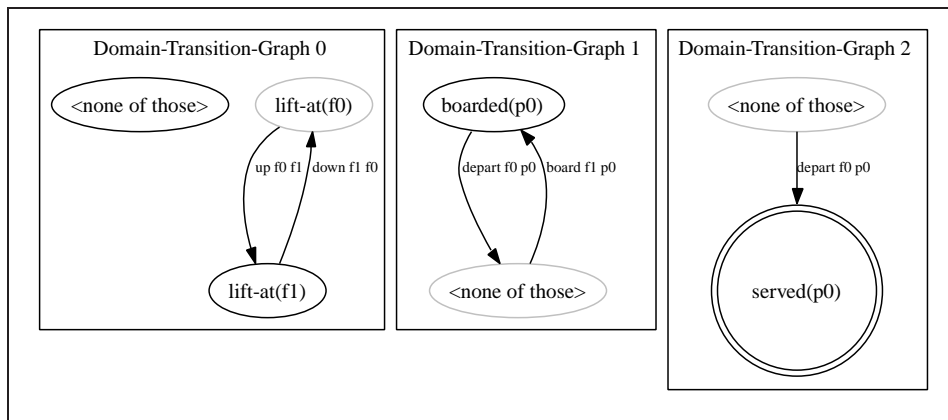 Domain-Transition-Graph 0
<none of those>
lift-at(f0)
up f0 f1
down f1 f0
lift-at(f1)
Domain-Transition-Graph 1
boarded(p0)
depart f0 p0
board f1 p0
<none of those>
Domain-Transition-Graph 2
<none of those>
depart f0 p0
served(p0)